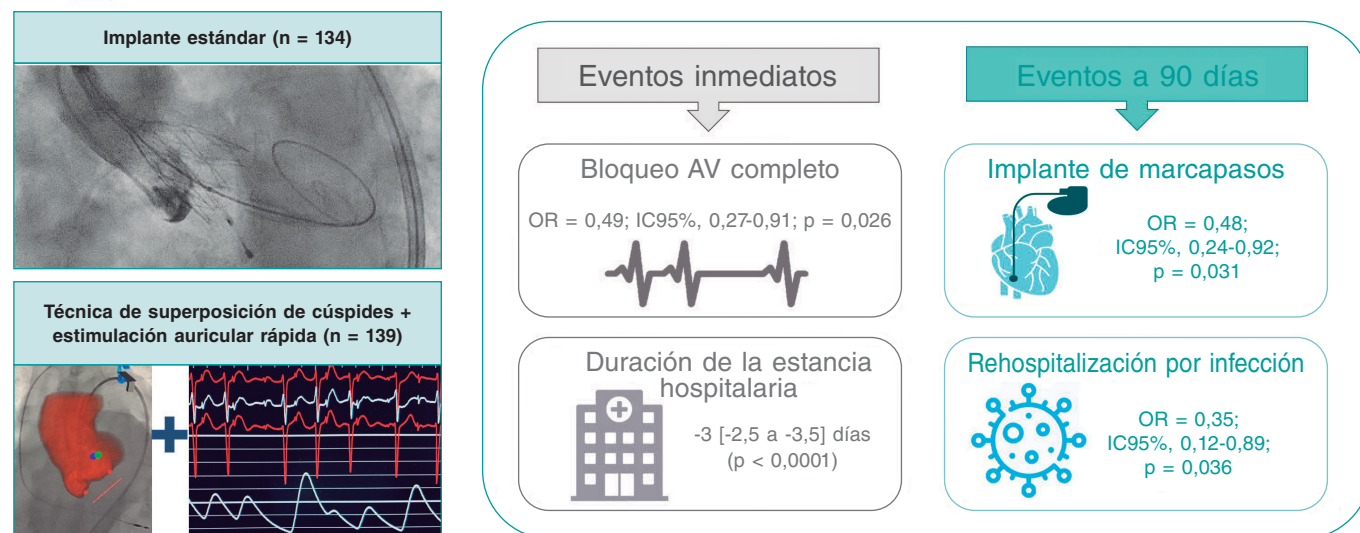 Implante estándar (n = 134)
Técnica de superposición de cúspides +
estimulación auricular rápida (n = 139)
Eventos inmediatos
Bloqueo AV completo
OR = 0,49; IC95%, 0,27-0,91; p = 0,026
Duración de la estancia
hospitalaria
-3 [-2,5 a -3,5] días
(p < 0,0001)
Eventos a 90 días
Implante de marcapasos
OR = 0,48;
IC95%, 0,24-0,92;
p = 0,031
Rehospitalización por infección
OR = 0,35;
IC95%, 0,12-0,89;
p = 0,036